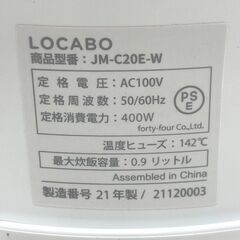 LOCABO
商品型番: JM-C20E-W
定格電圧: AC100V
定格周波数: 50/60Hz
定格消費電力: 400W
PSE
forty-four Co.,Ltd.
温度ヒューズ: 142℃
最大炊飯容量: 0.9 リットル
Assembled in China
製造番号 21年製/ 21120003